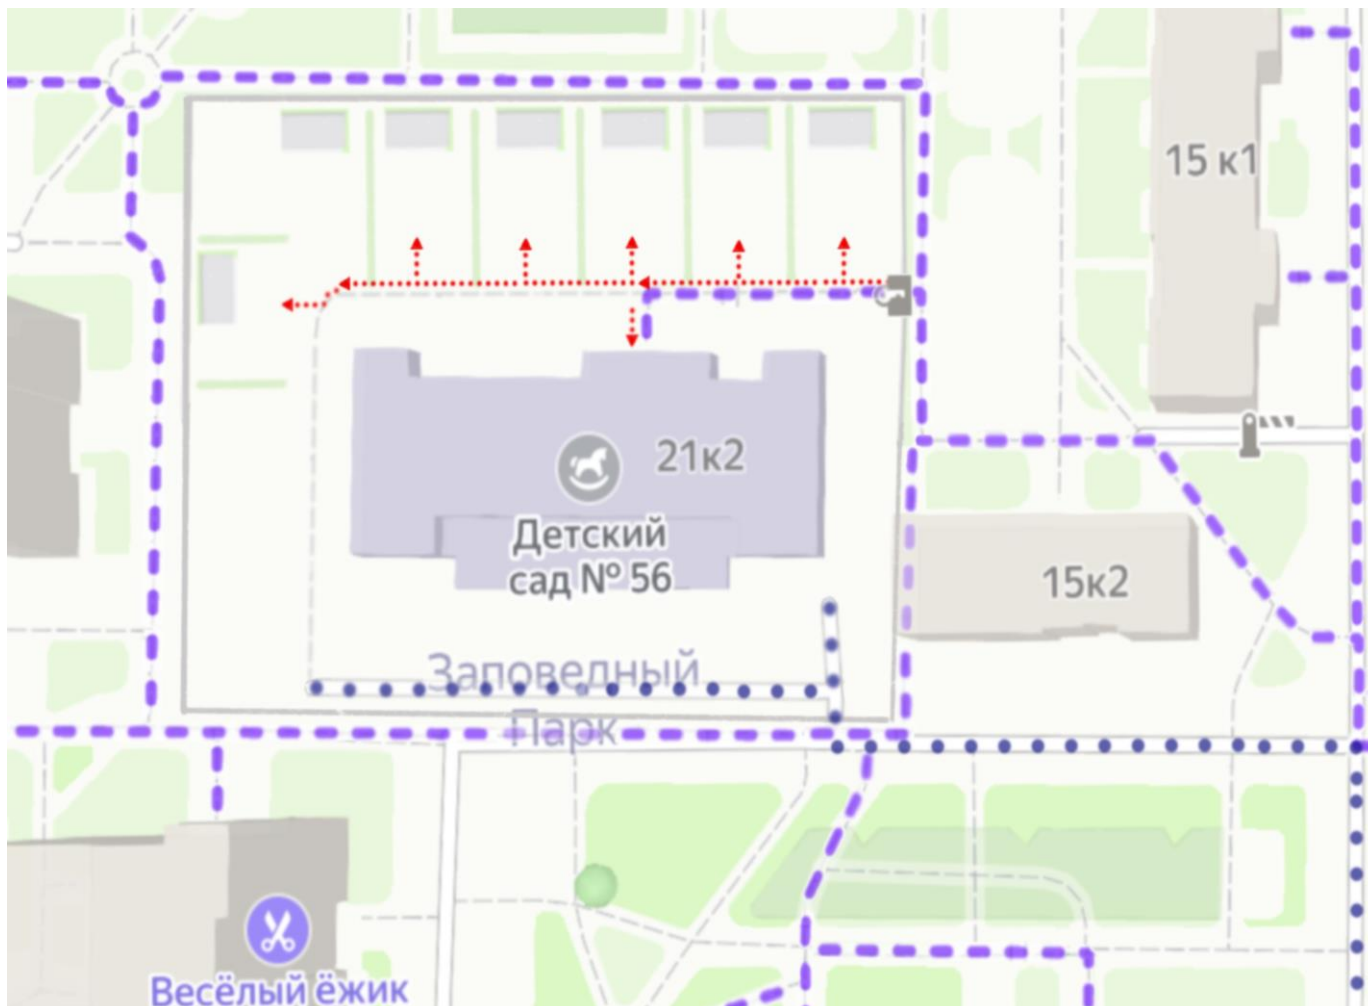 15 к1
21к2
Детский
сад № 56
15к2
Заповедный
Парк
Весёлый ёжик